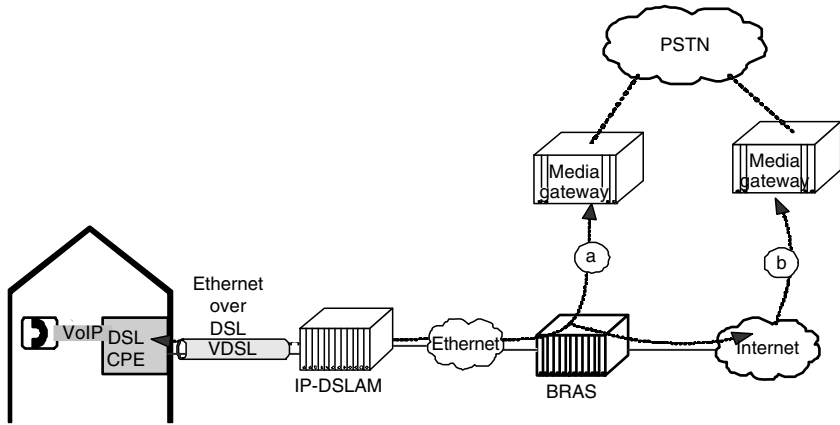 PSTN
Media
gateway
Media
gateway
a
b
Ethernet
over
DSL
VoIP
DSL
CPE
VDSL
IP-DSLAM
Ethernet
BRAS
Internet